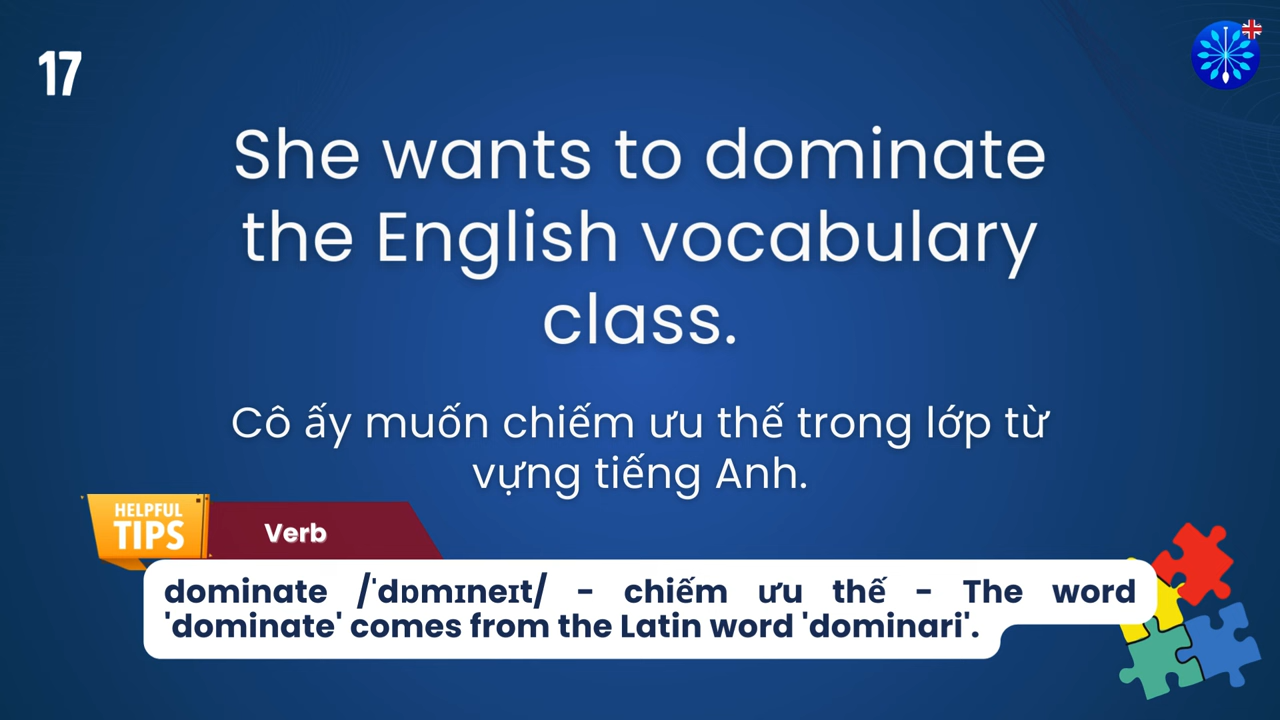 17
She wants to dominate
the English vocabulary
class.
Cô ấy muốn chiếm ưu thế trong lớp từ
vựng tiếng Anh.
HELPFUL
TIPS
Verb
dominate /ˈdɒmɪneɪt/ - chiếm ưu thế - The word
'dominate' comes from the Latin word 'dominari'.